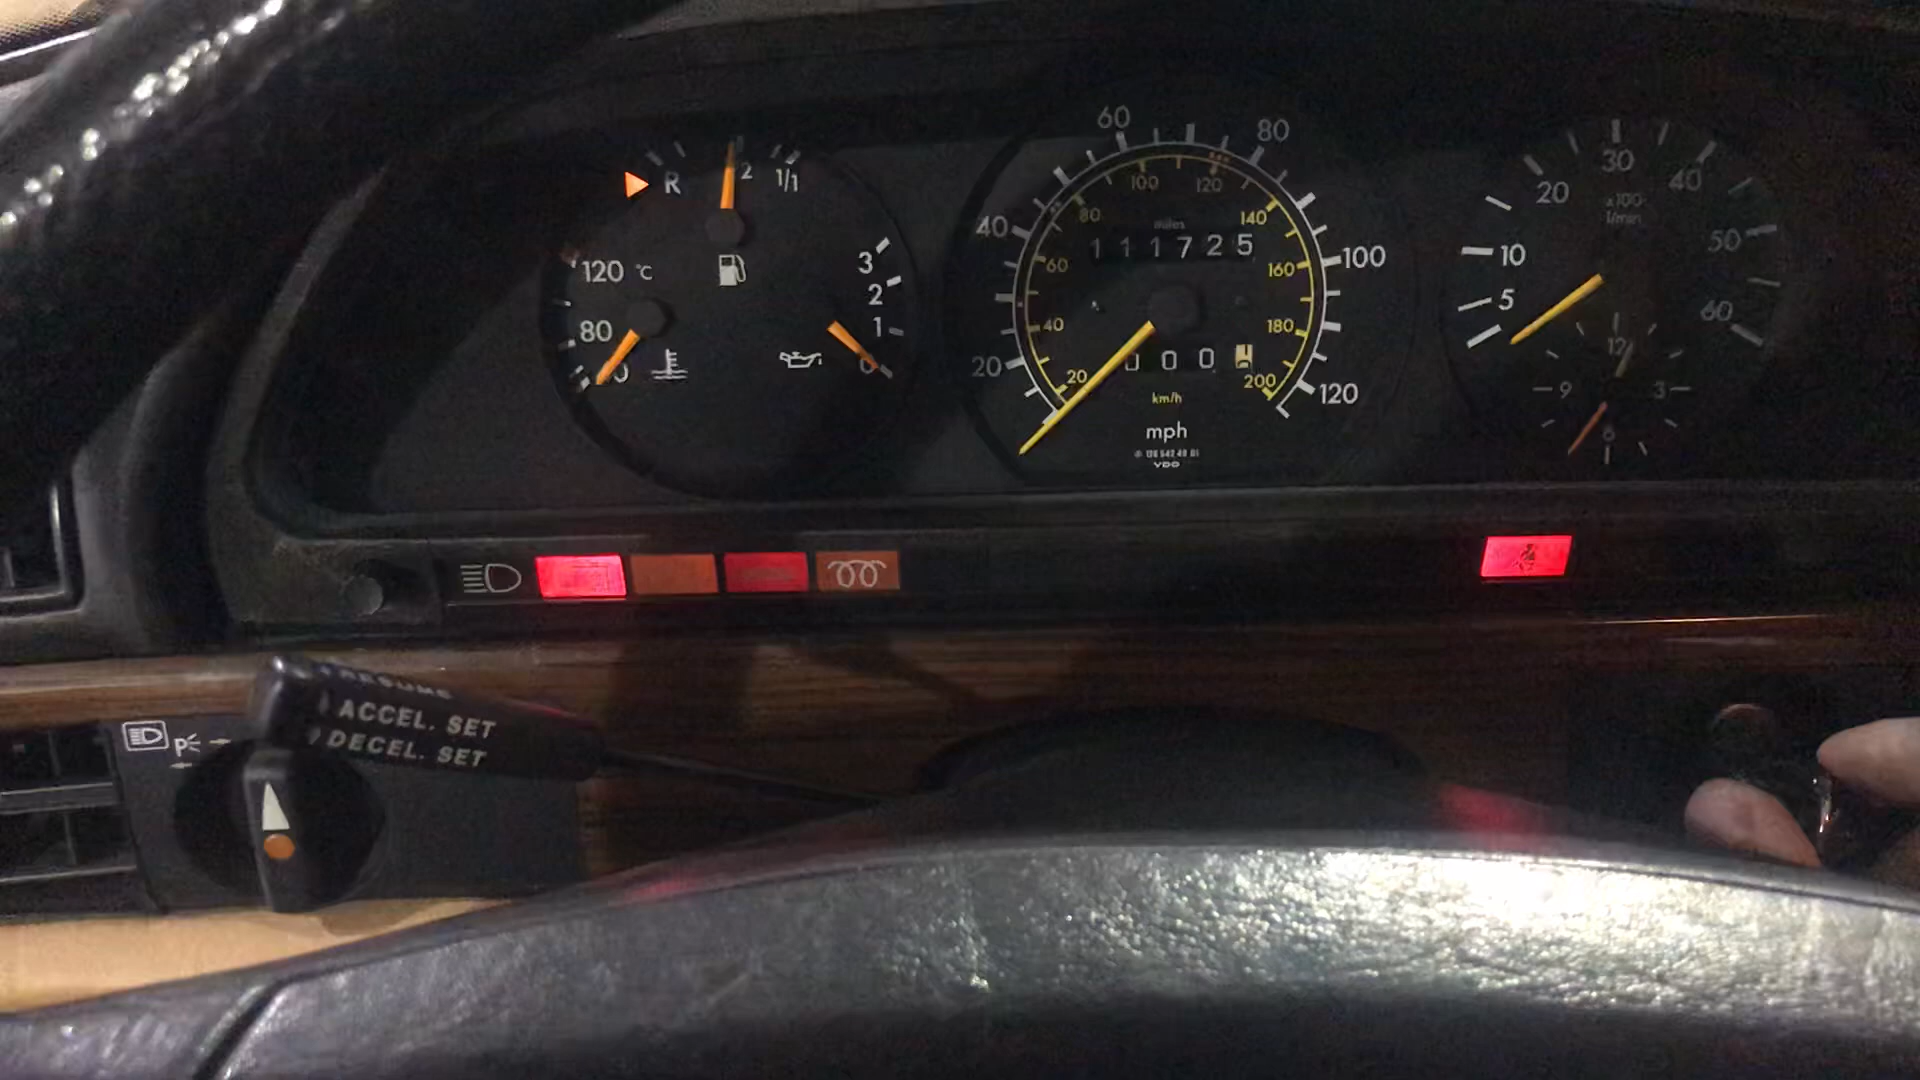 R 2 1/1
120 °C
80
3
2
1
0
60 80
40 100
20 120
80 100 120 140
60 160
40 180
20 200
miles
111725
000
km/h
mph
VDO
30
20 40
x100
1/min
10 50
5 60
12
9 3
6
RESUME
ACCEL. SET
DECEL. SET
P